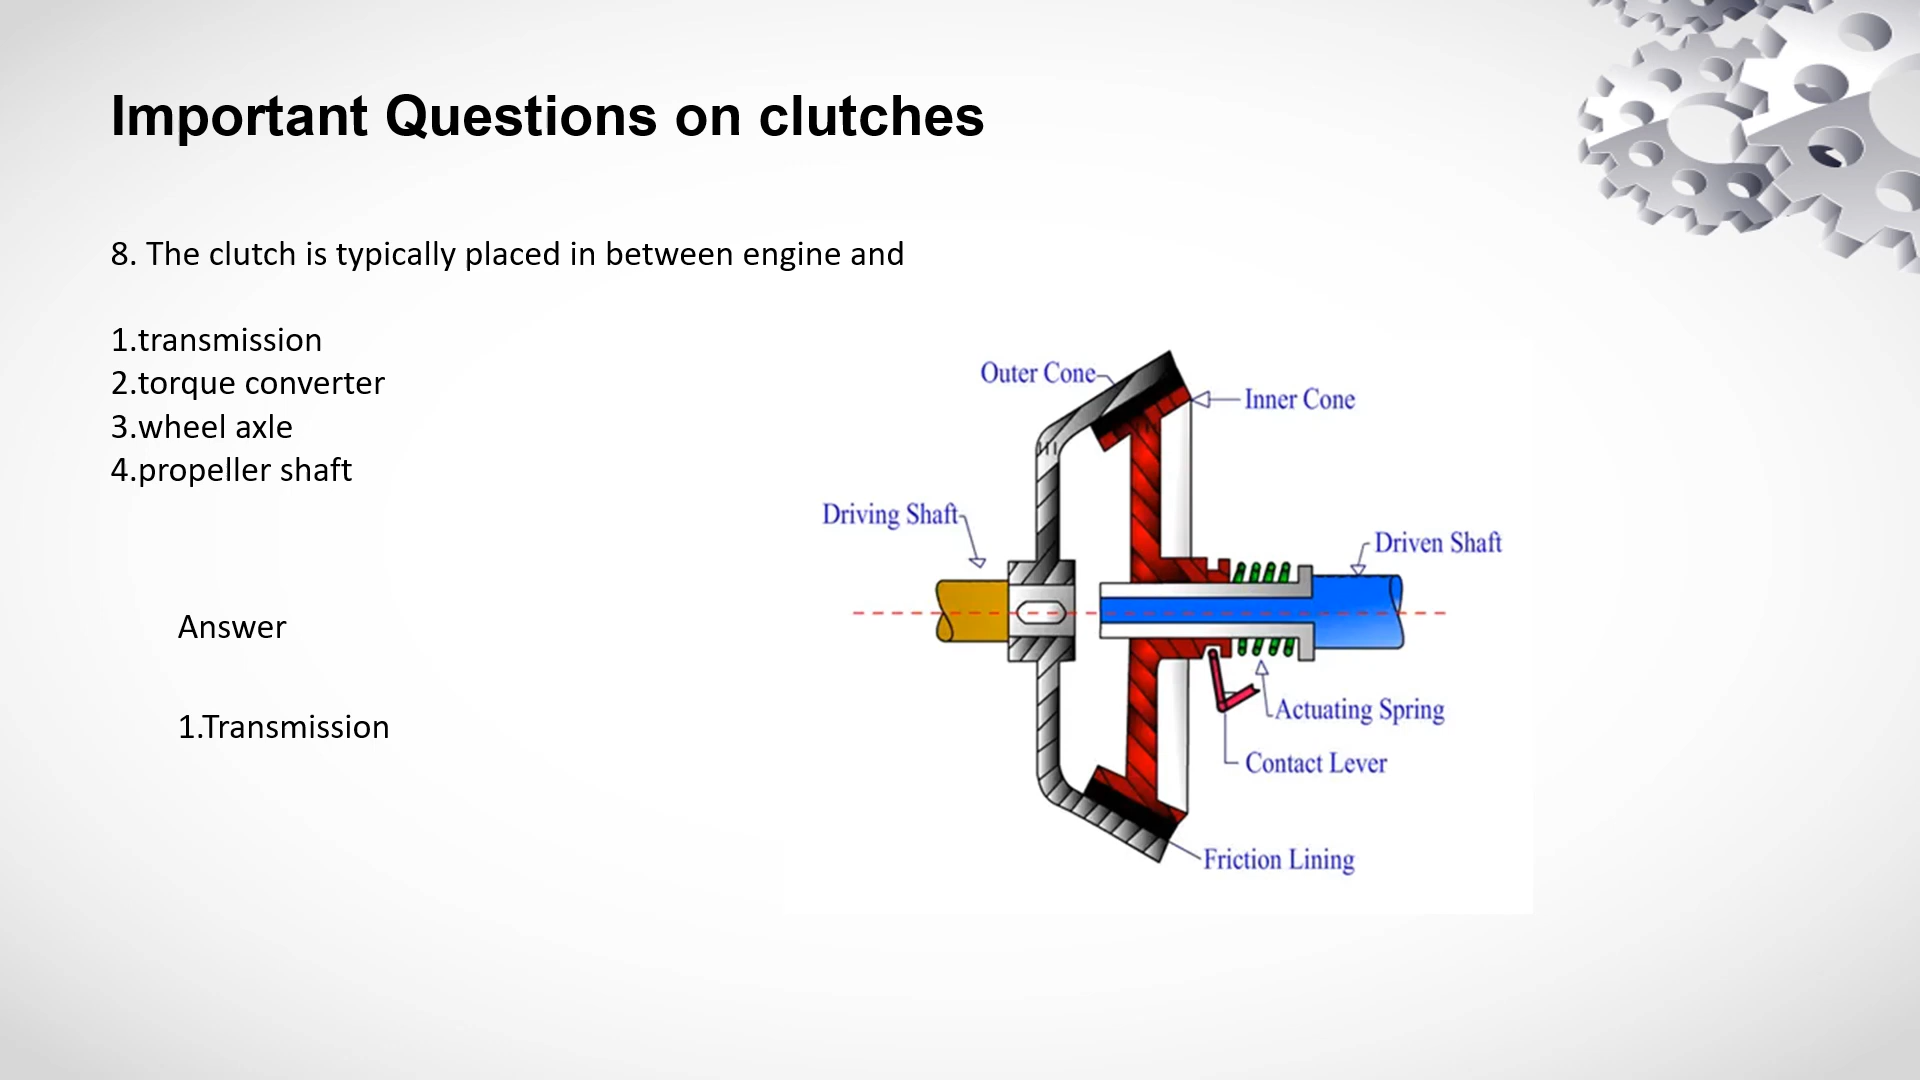 Important Questions on clutches
8. The clutch is typically placed in between engine and
1.transmission
2.torque converter
3.wheel axle
4.propeller shaft
Answer
1.Transmission
Outer Cone
Inner Cone
Driving Shaft
Driven Shaft
Actuating Spring
Contact Lever
Friction Lining